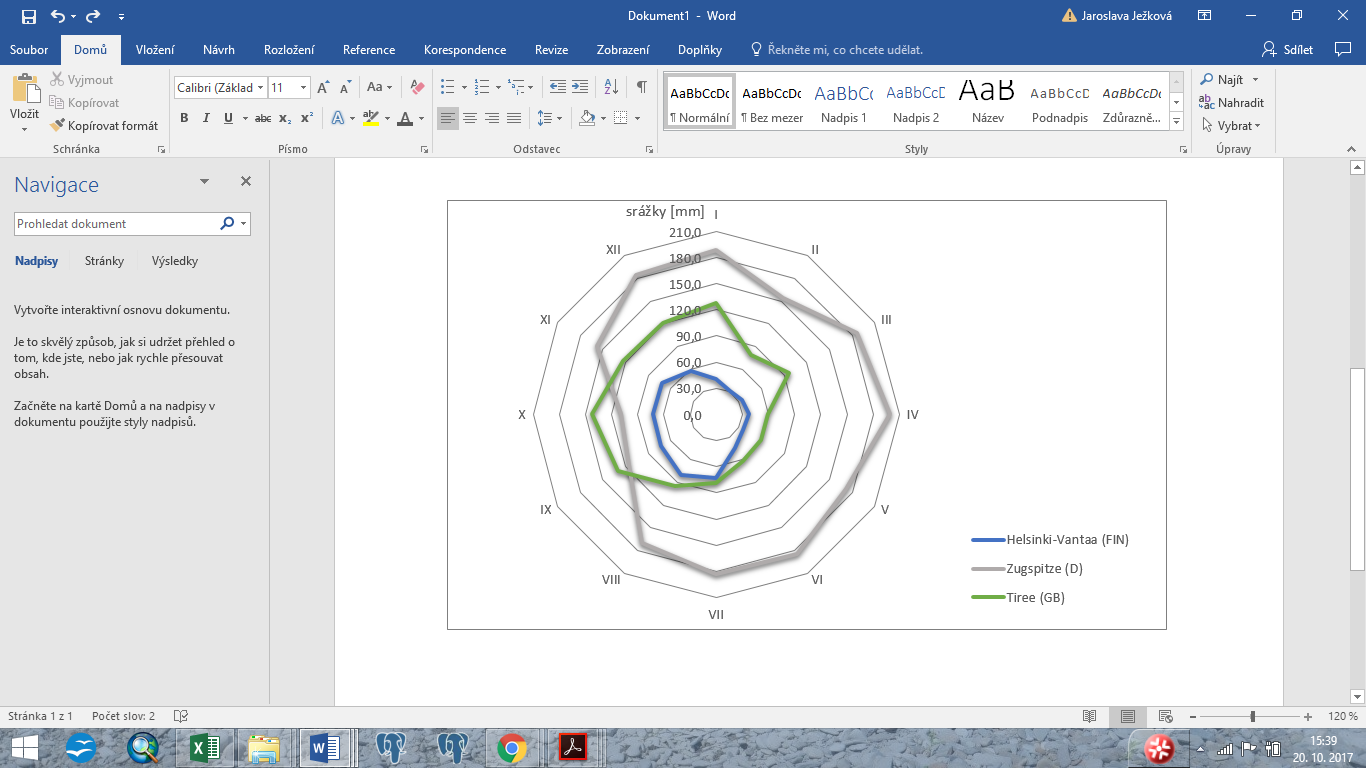 Dokument1 - Word
Jaroslava Ježková
Soubor Domů Vložení Návrh Rozložení Reference Korespondence Revize Zobrazení Doplňky Řekněte mi, co chcete udělat. Sdílet
Vložit
Vyjmout
Kopírovat
Kopírovat formát
Schránka
Calibri (Základ 11
Písmo
Odstavec
AaBbCcDc AaBbCcDc AaBbCc AaBbCcD AaB AaBbCcD AaBbCcDc
¶ Normální ¶ Bez mezer Nadpis 1 Nadpis 2 Název Podnadpis Zdůrazně...
Styly
Najít
Nahradit
Vybrat
Úpravy
Navigace
Prohledat dokument
Nadpisy Stránky Výsledky
Vytvořte interaktivní osnovu dokumentu.
Je to skvělý způsob, jak si udržet přehled o
tom, kde jste, nebo jak rychle přesouvat
obsah.
Začněte na kartě Domů a na nadpisy v
dokumentu použijte styly nadpisů.
srážky [mm]
I
II
III
IV
V
VI
VII
VIII
IX
X
XI
XII
210,0
180,0
150,0
120,0
90,0
60,0
30,0
0,0
Helsinki-Vantaa (FIN)
Zugspitze (D)
Tiree (GB)
Stránka 1 z 1 Počet slov: 2
120 %
15:39
20. 10. 2017